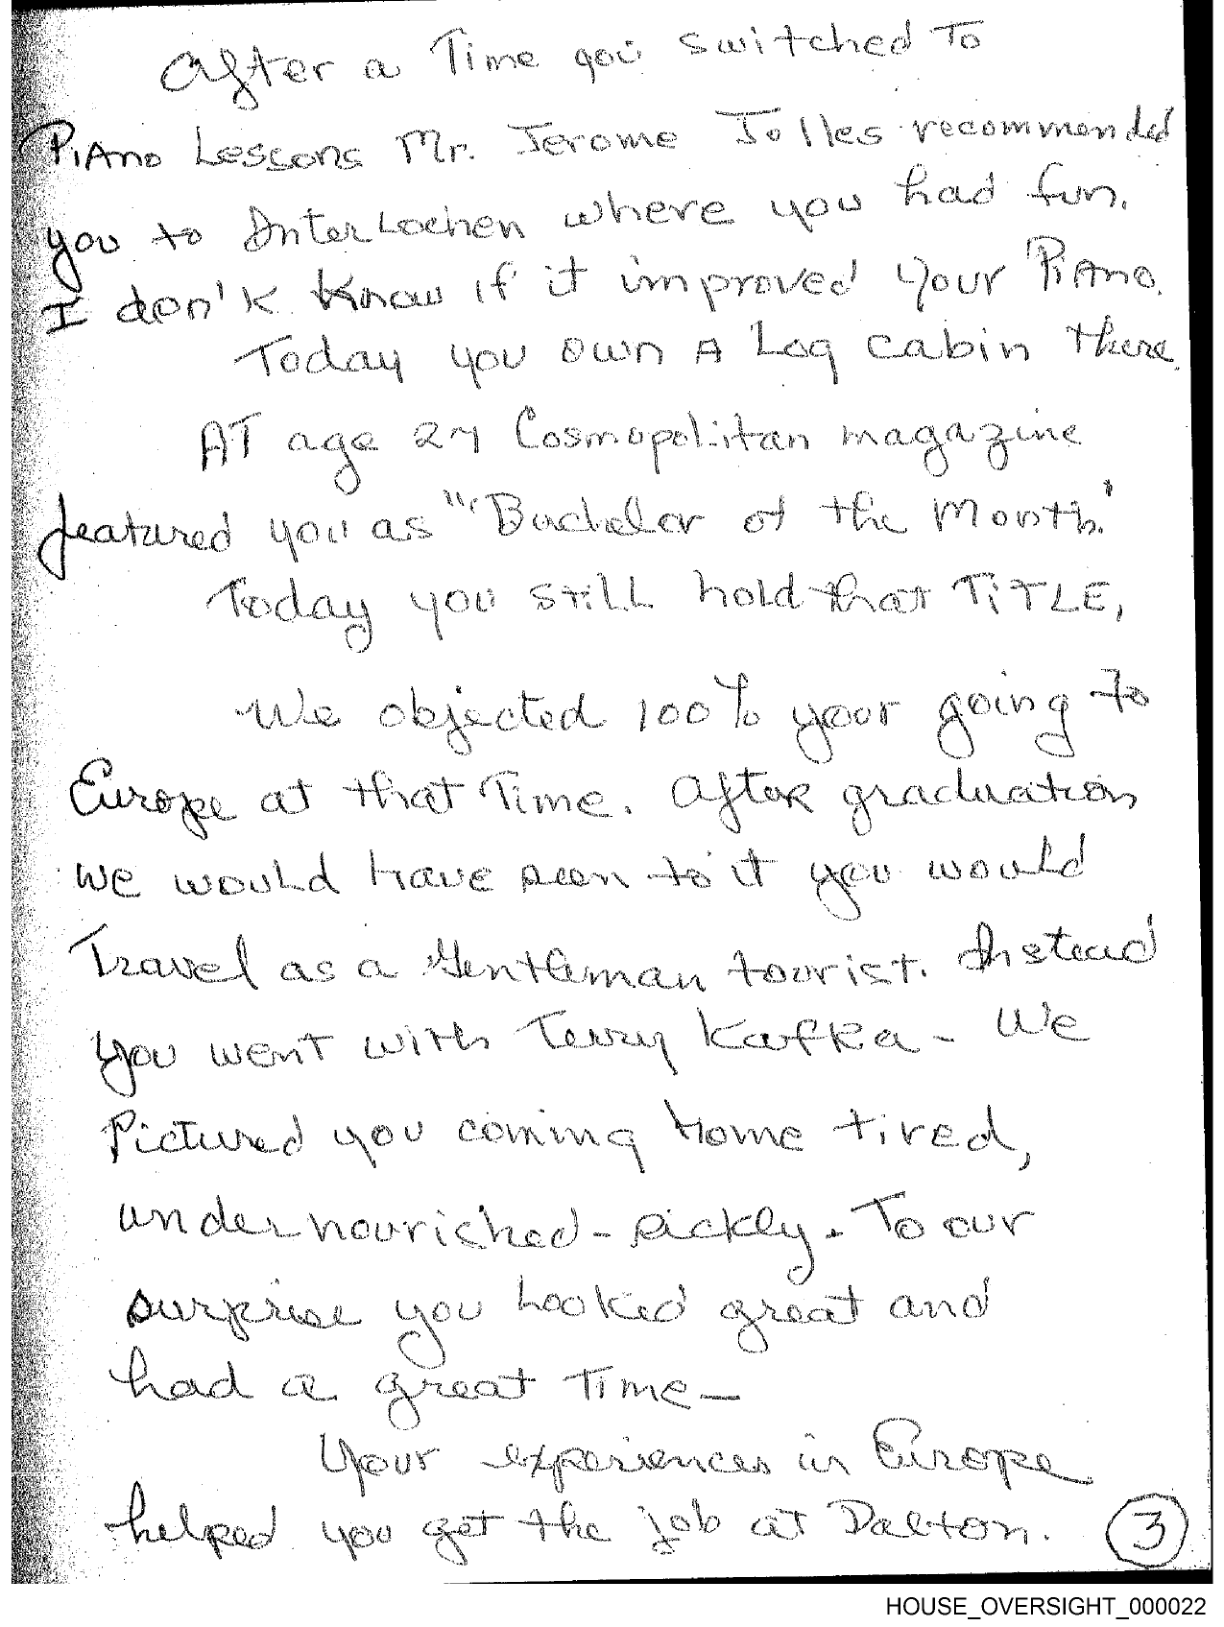 After a Time you switched to
Piano Lessons Mr. Jerome Jolles recommended
you to InterLochen where you had fun.
I don't Know if it improved your PiAno.
Today you own A Log cabin there.
AT age 27 Cosmopolitan magazine
featured you as "Bachelor of the Month."
Today you still hold that TiTLE,
We objected 100% your going to
Europe at that Time. After graduation
we would have seen to it you would
Travel as a Gentleman tourist. Instead
you went with Terry Kafka - We
Pictured you coming home tired,
undernourished - sickly. To our
surprise you looked great and
had a great Time -
Your experiences in Europe
helped you get the job at Dalton.
3
HOUSE_OVERSIGHT_000022